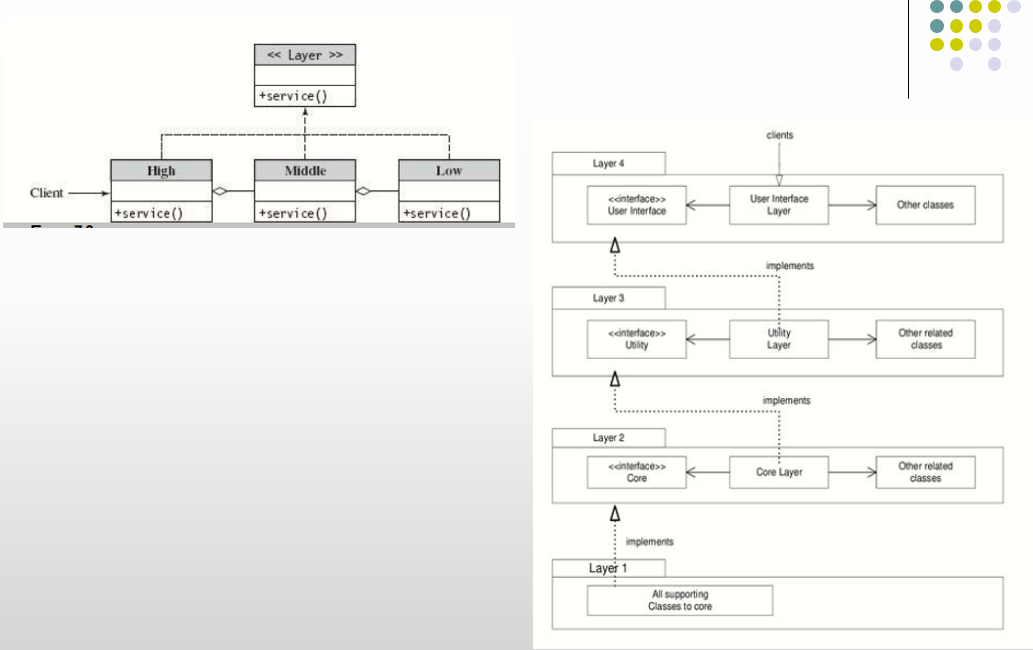 << Layer >>
+service()
High
Middle
Low
Client
+service()
+service()
+service()
clients
Layer 4
<<interface>>
User Interface
User Interface
Layer
Other classes
implements
Layer 3
<<interface>>
Utility
Utility
Layer
Other related
classes
implements
Layer 2
<<interface>>
Core
Core Layer
Other related
classes
implements
Layer 1
All supporting
Classes to core